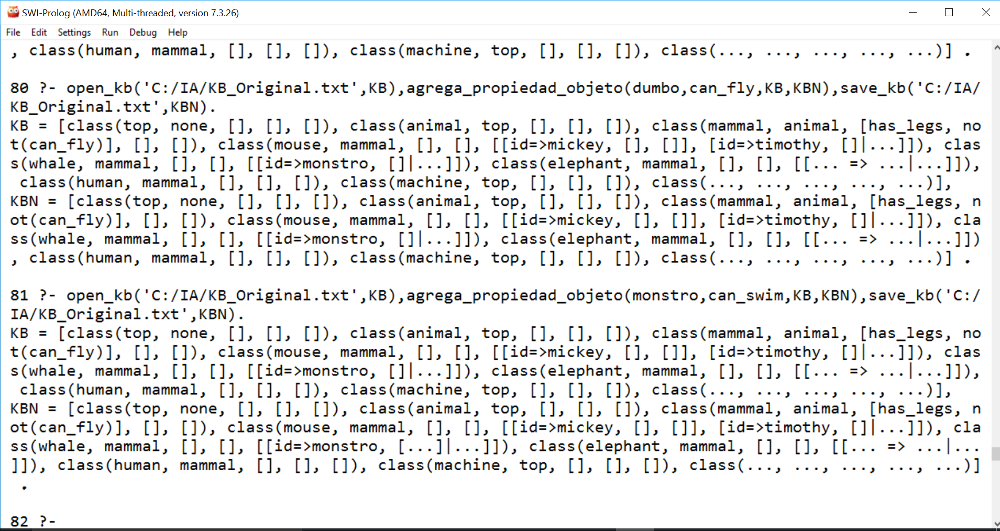 SWI-Prolog (AMD64, Multi-threaded, version 7.3.26)
File Edit Settings Run Debug Help
, class(human, mammal, [], [], []), class(machine, top, [], [], []), class(..., ..., ..., ..., ...)] .
80 ?- open_kb('C:/IA/KB_Original.txt',KB),agrega_propiedad_objeto(dumbo,can_fly,KB,KBN),save_kb('C:/IA/
KB_Original.txt',KBN).
KB = [class(top, none, [], [], []), class(animal, top, [], [], []), class(mammal, animal, [has_legs, no
t(can_fly)], [], []), class(mouse, mammal, [], [], [[id=>mickey, [], []], [id=>timothy, []|...]]), clas
s(whale, mammal, [], [], [[id=>monstro, []|...]]), class(elephant, mammal, [], [], [[... => ...|...]]),
 class(human, mammal, [], [], []), class(machine, top, [], [], []), class(..., ..., ..., ..., ...)],
KBN = [class(top, none, [], [], []), class(animal, top, [], [], []), class(mammal, animal, [has_legs, n
ot(can_fly)], [], []), class(mouse, mammal, [], [], [[id=>mickey, [], []], [id=>timothy, []|...]]), cla
ss(whale, mammal, [], [], [[id=>monstro, []|...]]), class(elephant, mammal, [], [], [[... => ...|...]])
, class(human, mammal, [], [], []), class(machine, top, [], [], []), class(..., ..., ..., ..., ...)] .
81 ?- open_kb('C:/IA/KB_Original.txt',KB),agrega_propiedad_objeto(monstro,can_swim,KB,KBN),save_kb('C:/
IA/KB_Original.txt',KBN).
KB = [class(top, none, [], [], []), class(animal, top, [], [], []), class(mammal, animal, [has_legs, no
t(can_fly)], [], []), class(mouse, mammal, [], [], [[id=>mickey, [], []], [id=>timothy, []|...]]), clas
s(whale, mammal, [], [], [[id=>monstro, []|...]]), class(elephant, mammal, [], [], [[... => ...|...]]),
 class(human, mammal, [], [], []), class(machine, top, [], [], []), class(..., ..., ..., ..., ...)],
KBN = [class(top, none, [], [], []), class(animal, top, [], [], []), class(mammal, animal, [has_legs, n
ot(can_fly)], [], []), class(mouse, mammal, [], [], [[id=>mickey, [], []], [id=>timothy, []|...]]), cla
ss(whale, mammal, [], [], [[id=>monstro, [...]|...]]), class(elephant, mammal, [], [], [[... => ...|...
]]), class(human, mammal, [], [], []), class(machine, top, [], [], []), class(..., ..., ..., ..., ...)]
 .
82 ?-